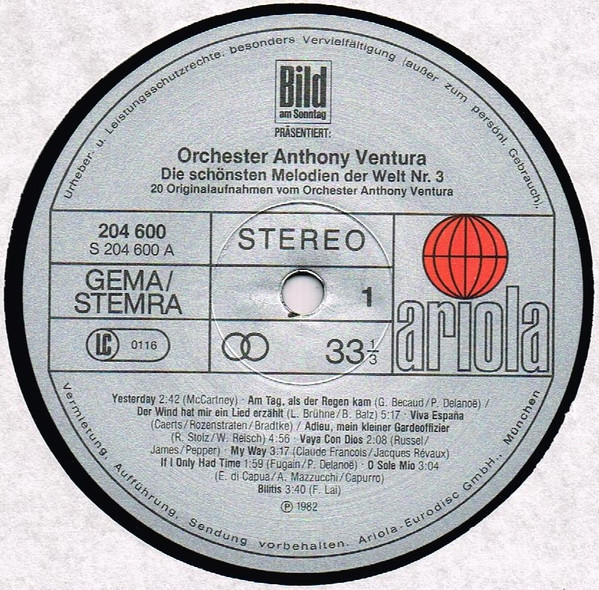 Urheber- u. Leistungsschutzrechte, besonders Vervielfältigung (außer zum persönl. Gebrauch),
Bild
am Sonntag
PRÄSENTIERT:
Orchester Anthony Ventura
Die schönsten Melodien der Welt Nr. 3
20 Originalaufnahmen vom Orchester Anthony Ventura
204 600
S 204 600 A
STEREO
GEMA/
STEMRA
1
ariola
LC 0116
33 1/3
Yesterday 2:42 (McCartney) · Am Tag, als der Regen kam (G. Becaud/P. Delanoë) /
Der Wind hat mir ein Lied erzählt (L. Brühne/B. Balz) 5:17 · Viva España
(Caerts/Rozenstraten/Bradtke) / Adieu, mein kleiner Gardeoffizier
(R. Stolz/W. Reisch) 4:56 · Vaya Con Dios 2:08 (Russel/
James/Pepper) · My Way 3:17 (Claude Francois/Jacques Révaux)
If I Only Had Time 1:59 (Fugain/P. Delanoë) · O Sole Mio 3:04
(E. di Capua/A. Mazzucchi/Capurro)
Bilitis 3:40 (F. Lai)
Ⓟ 1982
Vermietung, Aufführung, Sendung vorbehalten. Ariola-Eurodisc GmbH., München